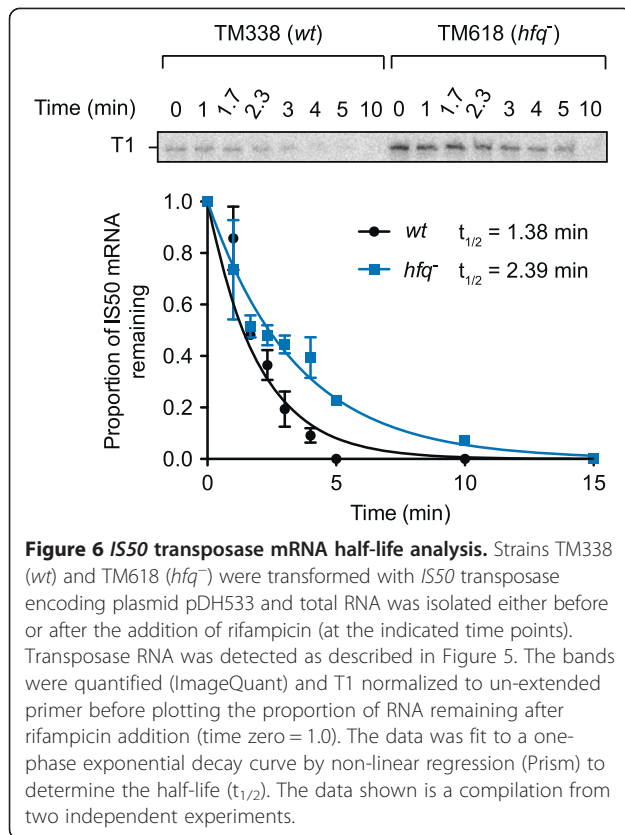 TM338 (wt) TM618 (hfq⁻)
Time (min) 0 1 1.7 2.3 3 4 5 10 0 1 1.7 2.3 3 4 5 10
T1
1.0
0.8
0.6
0.4
0.2
0.0
Proportion of IS50 mRNA
remaining
wt t1/2 = 1.38 min
hfq⁻ t1/2 = 2.39 min
0 5 10 15
Time (min)
Figure 6 IS50 transposase mRNA half-life analysis. Strains TM338
(wt) and TM618 (hfq⁻) were transformed with IS50 transposase
encoding plasmid pDH533 and total RNA was isolated either before
or after the addition of rifampicin (at the indicated time points).
Transposase RNA was detected as described in Figure 5. The bands
were quantified (ImageQuant) and T1 normalized to un-extended
primer before plotting the proportion of RNA remaining after
rifampicin addition (time zero = 1.0). The data was fit to a one-
phase exponential decay curve by non-linear regression (Prism) to
determine the half-life (t1/2). The data shown is a compilation from
two independent experiments.